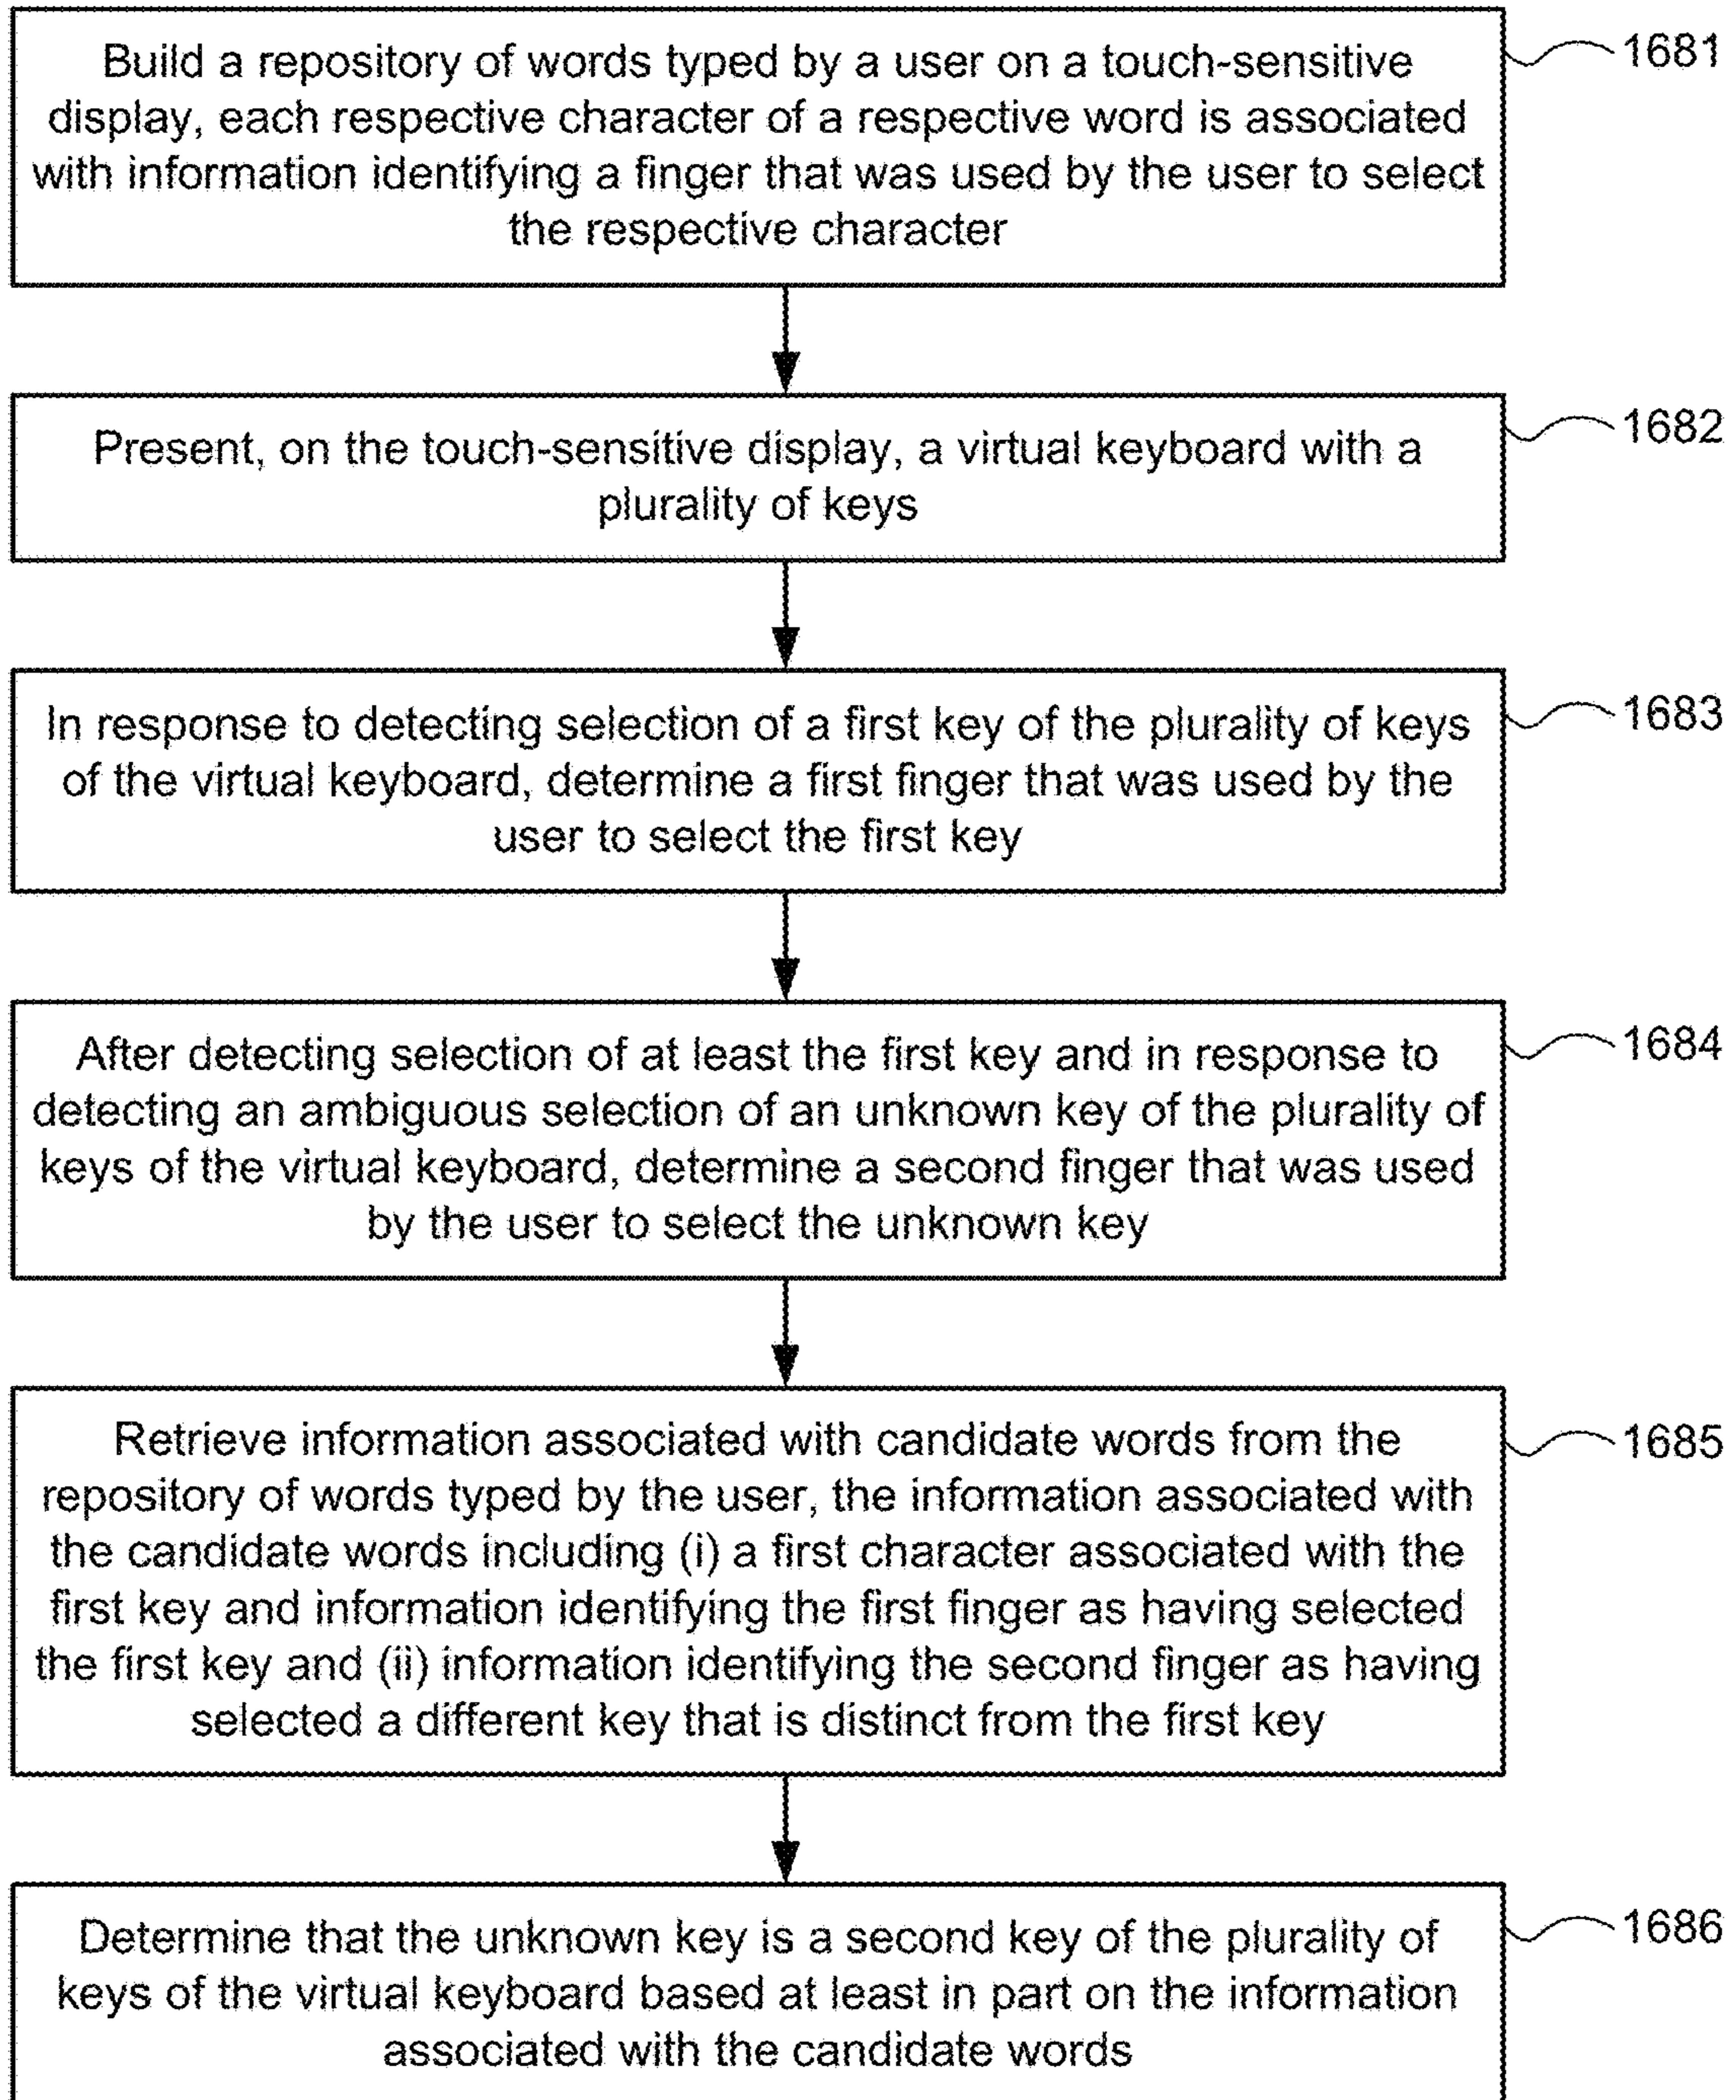 Build a repository of words typed by a user on a touch-sensitive
display, each respective character of a respective word is associated
with information identifying a finger that was used by the user to select
the respective character
1681
Present, on the touch-sensitive display, a virtual keyboard with a
plurality of keys
1682
In response to detecting selection of a first key of the plurality of keys
of the virtual keyboard, determine a first finger that was used by the
user to select the first key
1683
After detecting selection of at least the first key and in response to
detecting an ambiguous selection of an unknown key of the plurality of
keys of the virtual keyboard, determine a second finger that was used
by the user to select the unknown key
1684
Retrieve information associated with candidate words from the
repository of words typed by the user, the information associated with
the candidate words including (i) a first character associated with the
first key and information identifying the first finger as having selected
the first key and (ii) information identifying the second finger as having
selected a different key that is distinct from the first key
1685
Determine that the unknown key is a second key of the plurality of
keys of the virtual keyboard based at least in part on the information
associated with the candidate words
1686